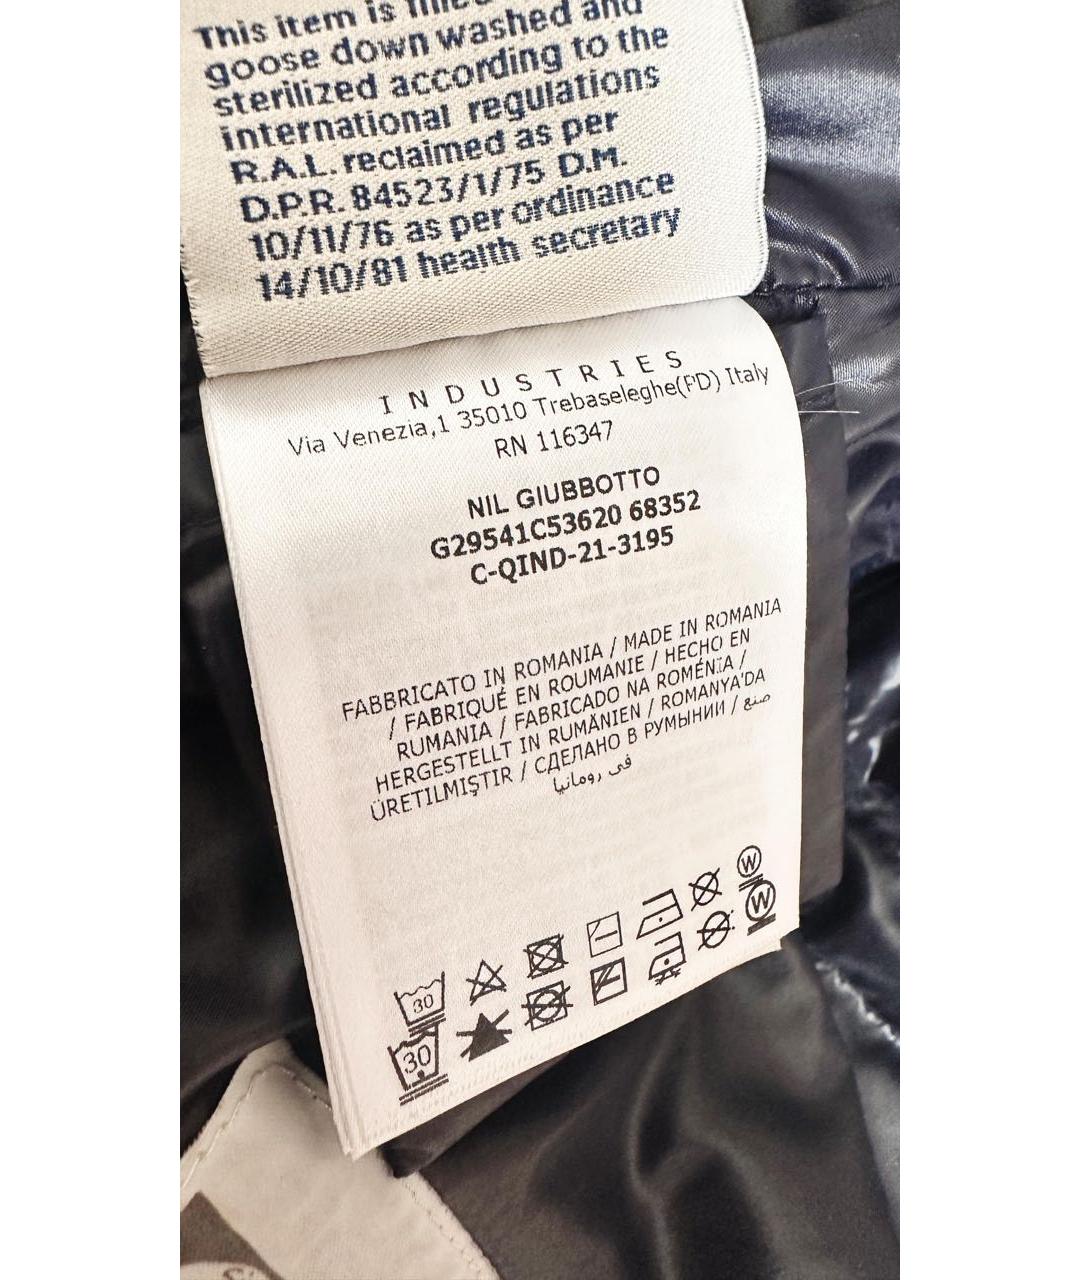 This item is filled
goose down washed and
sterilized according to the
international regulations
R.A.L. reclaimed as per
D.P.R. 84523/1/75 D.M.
10/11/76 as per ordinance
14/10/81 health secretary
INDUSTRIES
Via Venezia,1 35010 Trebaseleghe(PD) Italy
RN 116347
NIL GIUBBOTTO
G29541C53620 68352
C-QIND-21-3195
FABBRICATO IN ROMANIA / MADE IN ROMANIA
/ FABRIQUÉ EN ROUMANIE / HECHO EN
RUMANIA / FABRICADO NA ROMÉNIA /
HERGESTELLT IN RUMÄNIEN / ROMANYA'DA
ÜRETILMIŞTIR / СДЕЛАНО В РУМЫНИИ / صنع
في رومانيا
30 W
30 W